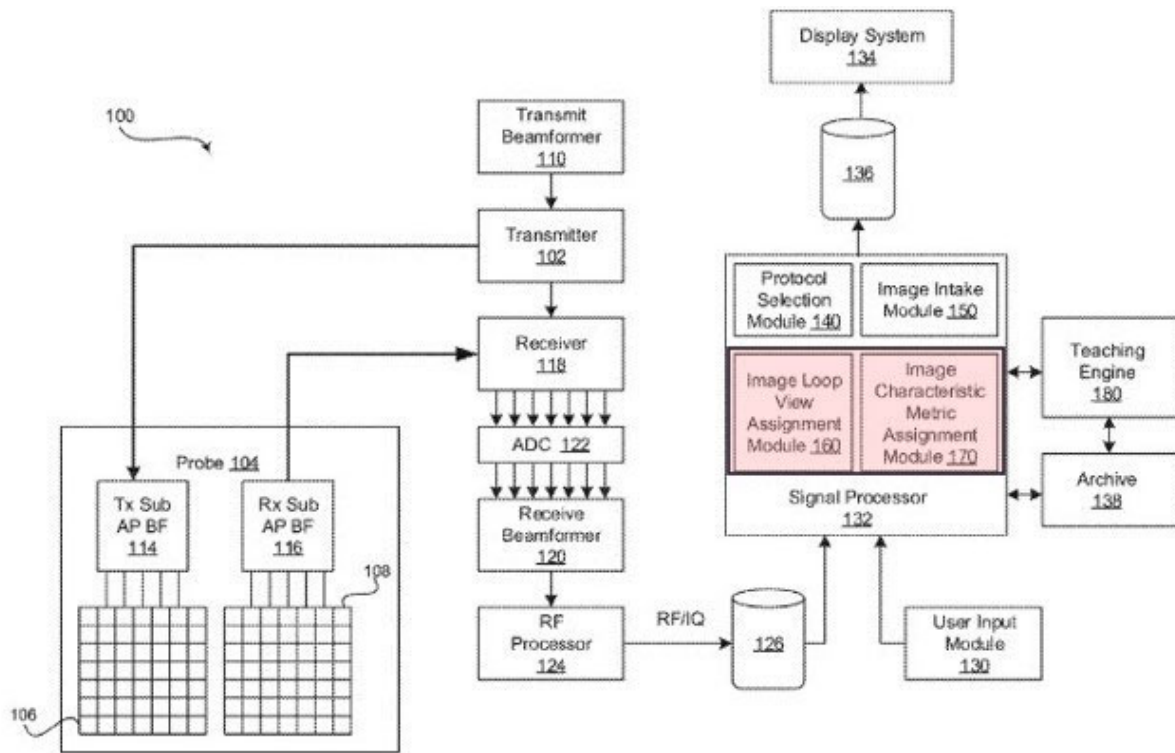 Display System
134
100
Transmit
Beamformer
110
136
Transmitter
102
Protocol
Selection
Module 140
Image Intake
Module 150
Receiver
118
Teaching
Engine
180
Image Loop
View
Assignment
Module 160
Image
Characteristic
Metric
Assignment
Module 170
ADC 122
Probe 104
Tx Sub
AP BF
114
Rx Sub
AP BF
116
Signal Processor
132
Archive
138
Receive
Beamformer
120
108
RF
Processor
124
RF/IQ
126
User Input
Module
130
106